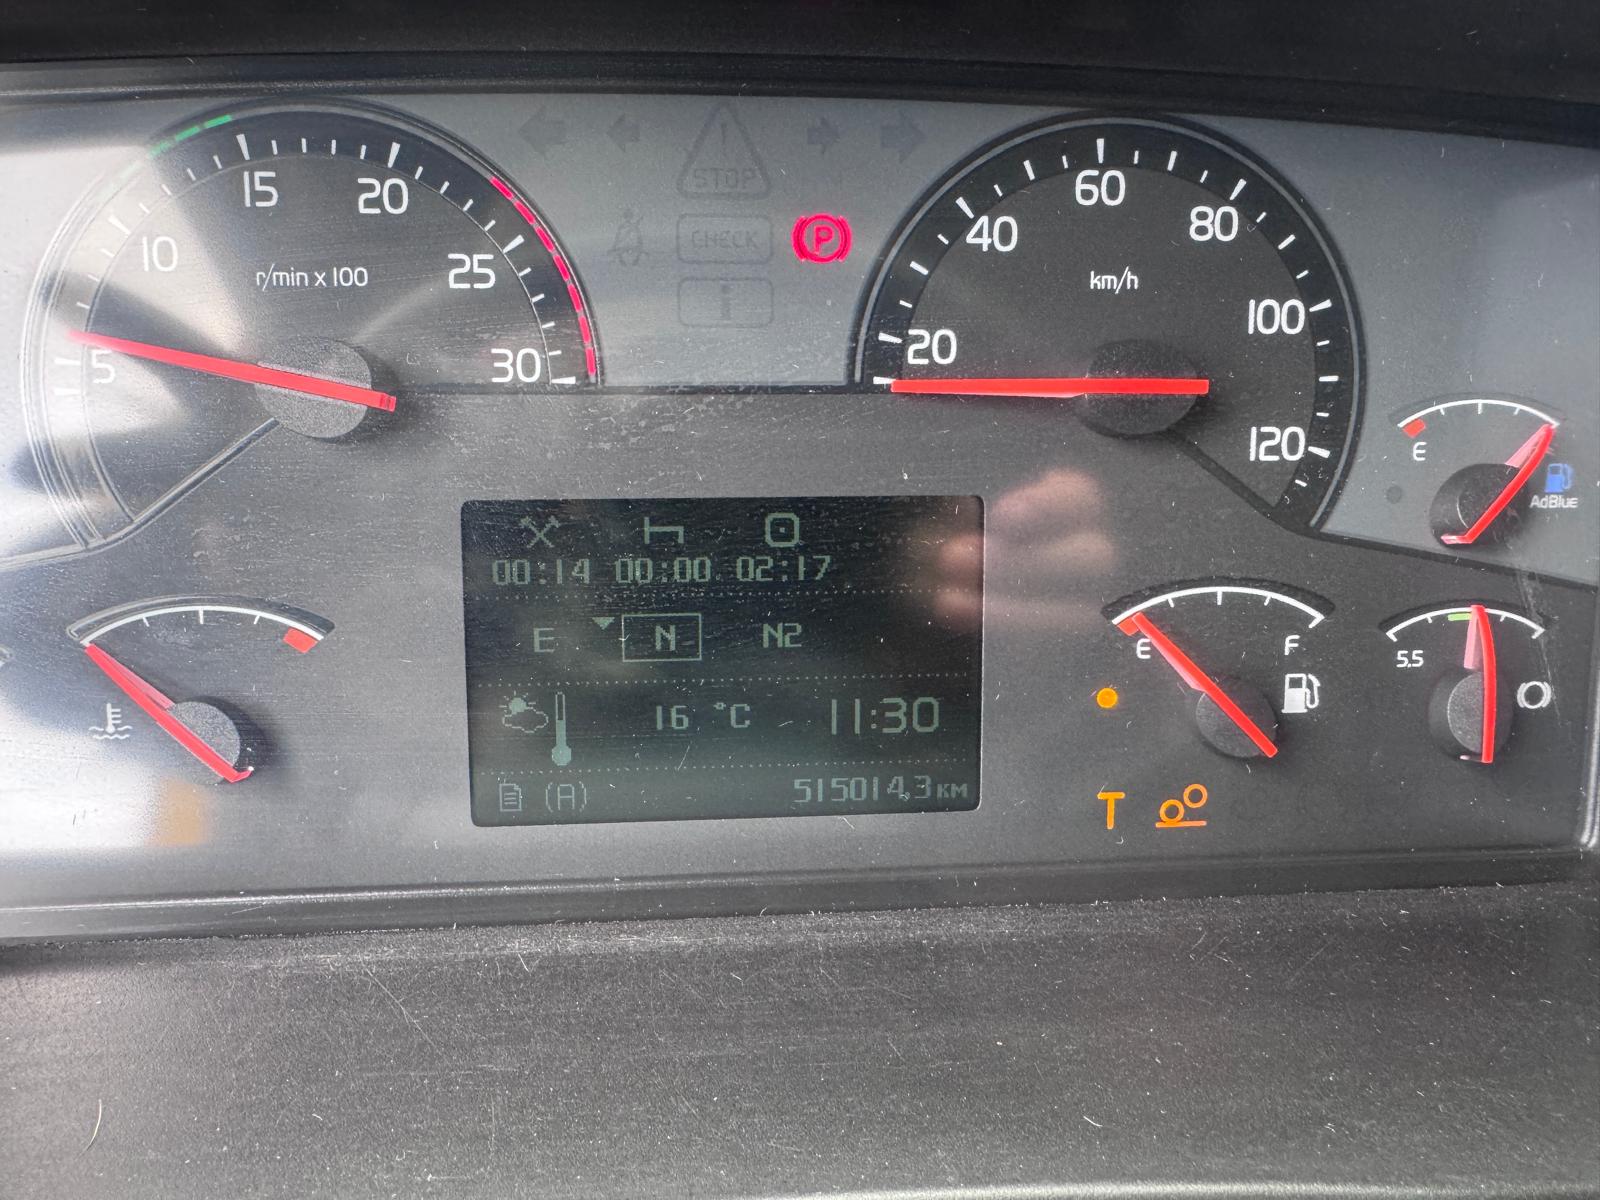 15 20
10 25
r/min x 100
5 30
STOP
CHECK
P
i
60
40 80
km/h
20 100
120
E
AdBlue
00:14 00:00 02:17
E N N2
16 °C 11:30
(A) 515014.3 KM
E F
5.5
T